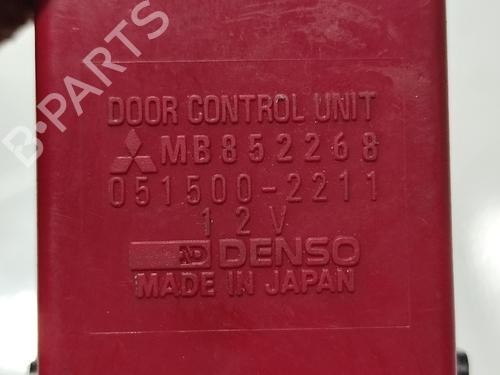 B-PARTS
DOOR CONTROL UNIT
MB852268
051500-2211
12V
ND DENSO
MADE IN JAPAN